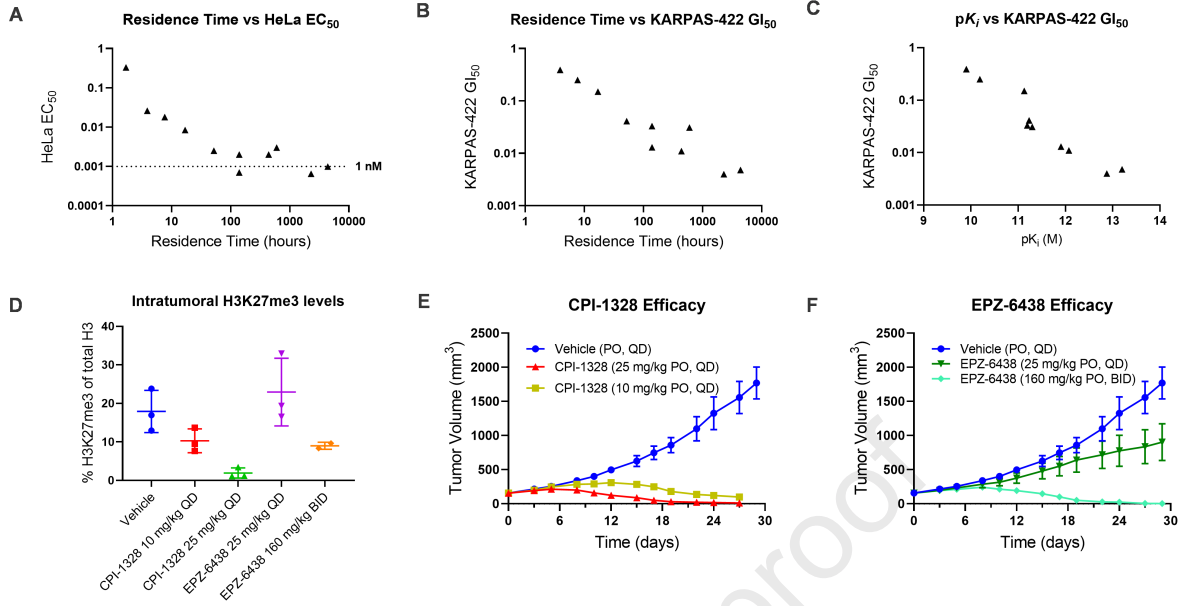 A
Residence Time vs HeLa EC50
HeLa EC50
1
0.1
0.01
0.001
0.0001
1 nM
1 10 100 1000 10000
Residence Time (hours)
B
Residence Time vs KARPAS-422 GI50
KARPAS-422 GI50
1
0.1
0.01
0.001
1 10 100 1000 10000
Residence Time (hours)
C
pKi vs KARPAS-422 GI50
KARPAS-422 GI50
1
0.1
0.01
0.001
9 10 11 12 13 14
pKi (M)
D
Intratumoral H3K27me3 levels
% H3K27me3 of total H3
40
30
20
10
0
Vehicle
CPI-1328 10 mg/kg QD
CPI-1328 25 mg/kg QD
EPZ-6438 25 mg/kg QD
EPZ-6438 160 mg/kg BID
E
CPI-1328 Efficacy
Tumor Volume (mm3)
2500
2000
1500
1000
500
0
Vehicle (PO, QD)
CPI-1328 (25 mg/kg PO, QD)
CPI-1328 (10 mg/kg PO, QD)
0 6 12 18 24 30
Time (days)
F
EPZ-6438 Efficacy
Tumor Volume (mm3)
2500
2000
1500
1000
500
0
Vehicle (PO, QD)
EPZ-6438 (25 mg/kg PO, QD)
EPZ-6438 (160 mg/kg PO, BID)
0 6 12 18 24 30
Time (days)
proof